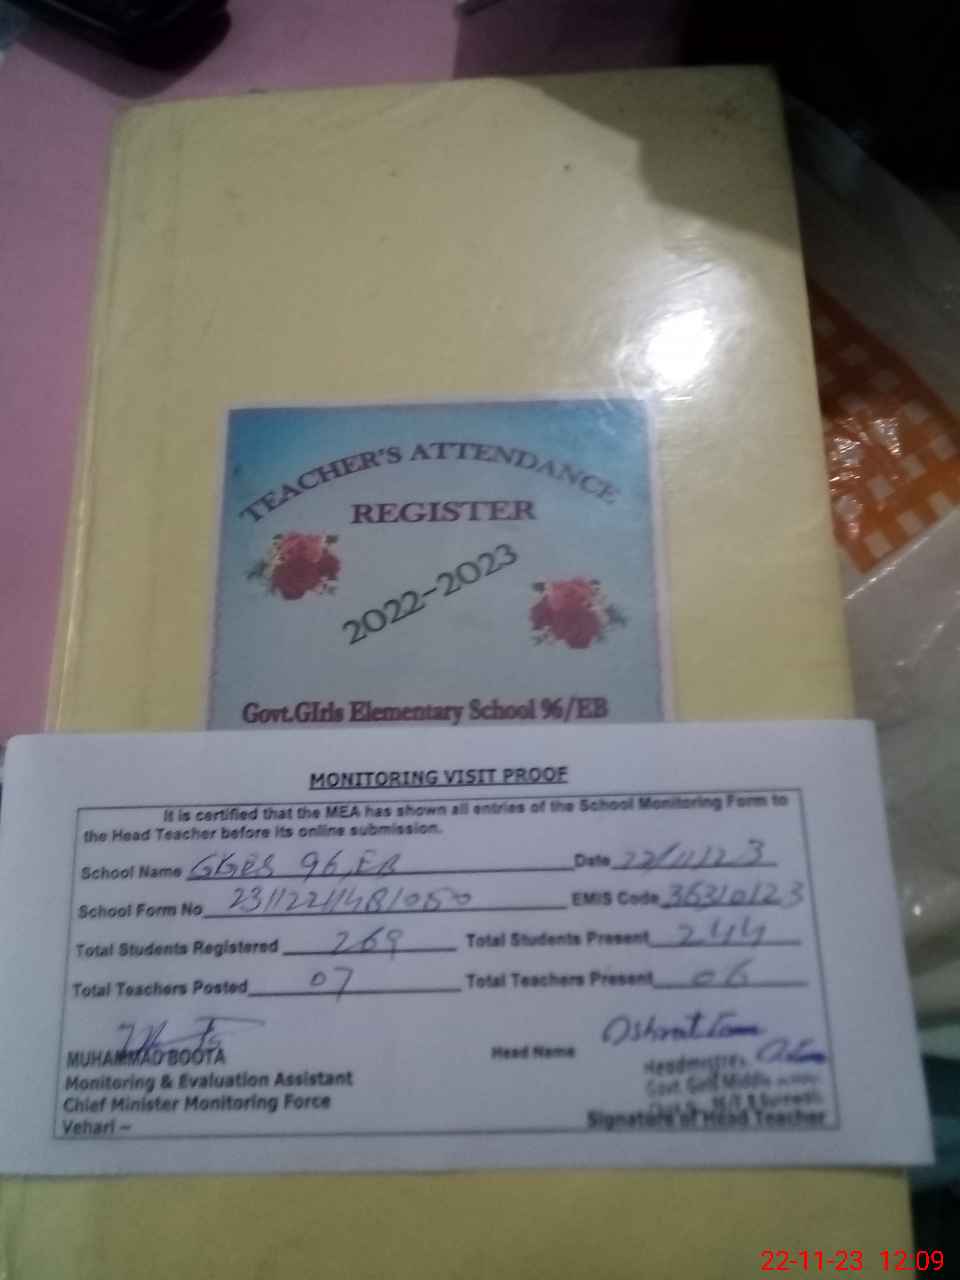 TEACHER'S ATTENDANCE
REGISTER
2022-2023
Govt.GIrls Elementary School 96/EB
MONITORING VISIT PROOF
It is certified that the MEA has shown all entries of the School Monitoring Form to
the Head Teacher before its online submission.
School Name GGES 96/EB Date 22/11/23
School Form No EMIS Code 36310123
Total Students Registered 269 Total Students Present 244
Total Teachers Posted 07 Total Teachers Present 06
MUHAMMAD BOOTA Head Name
Monitoring & Evaluation Assistant Headmistress
Chief Minister Monitoring Force Govt. Girls Middle
Vehari – Signature of Head Teacher
22-11-23 12.09